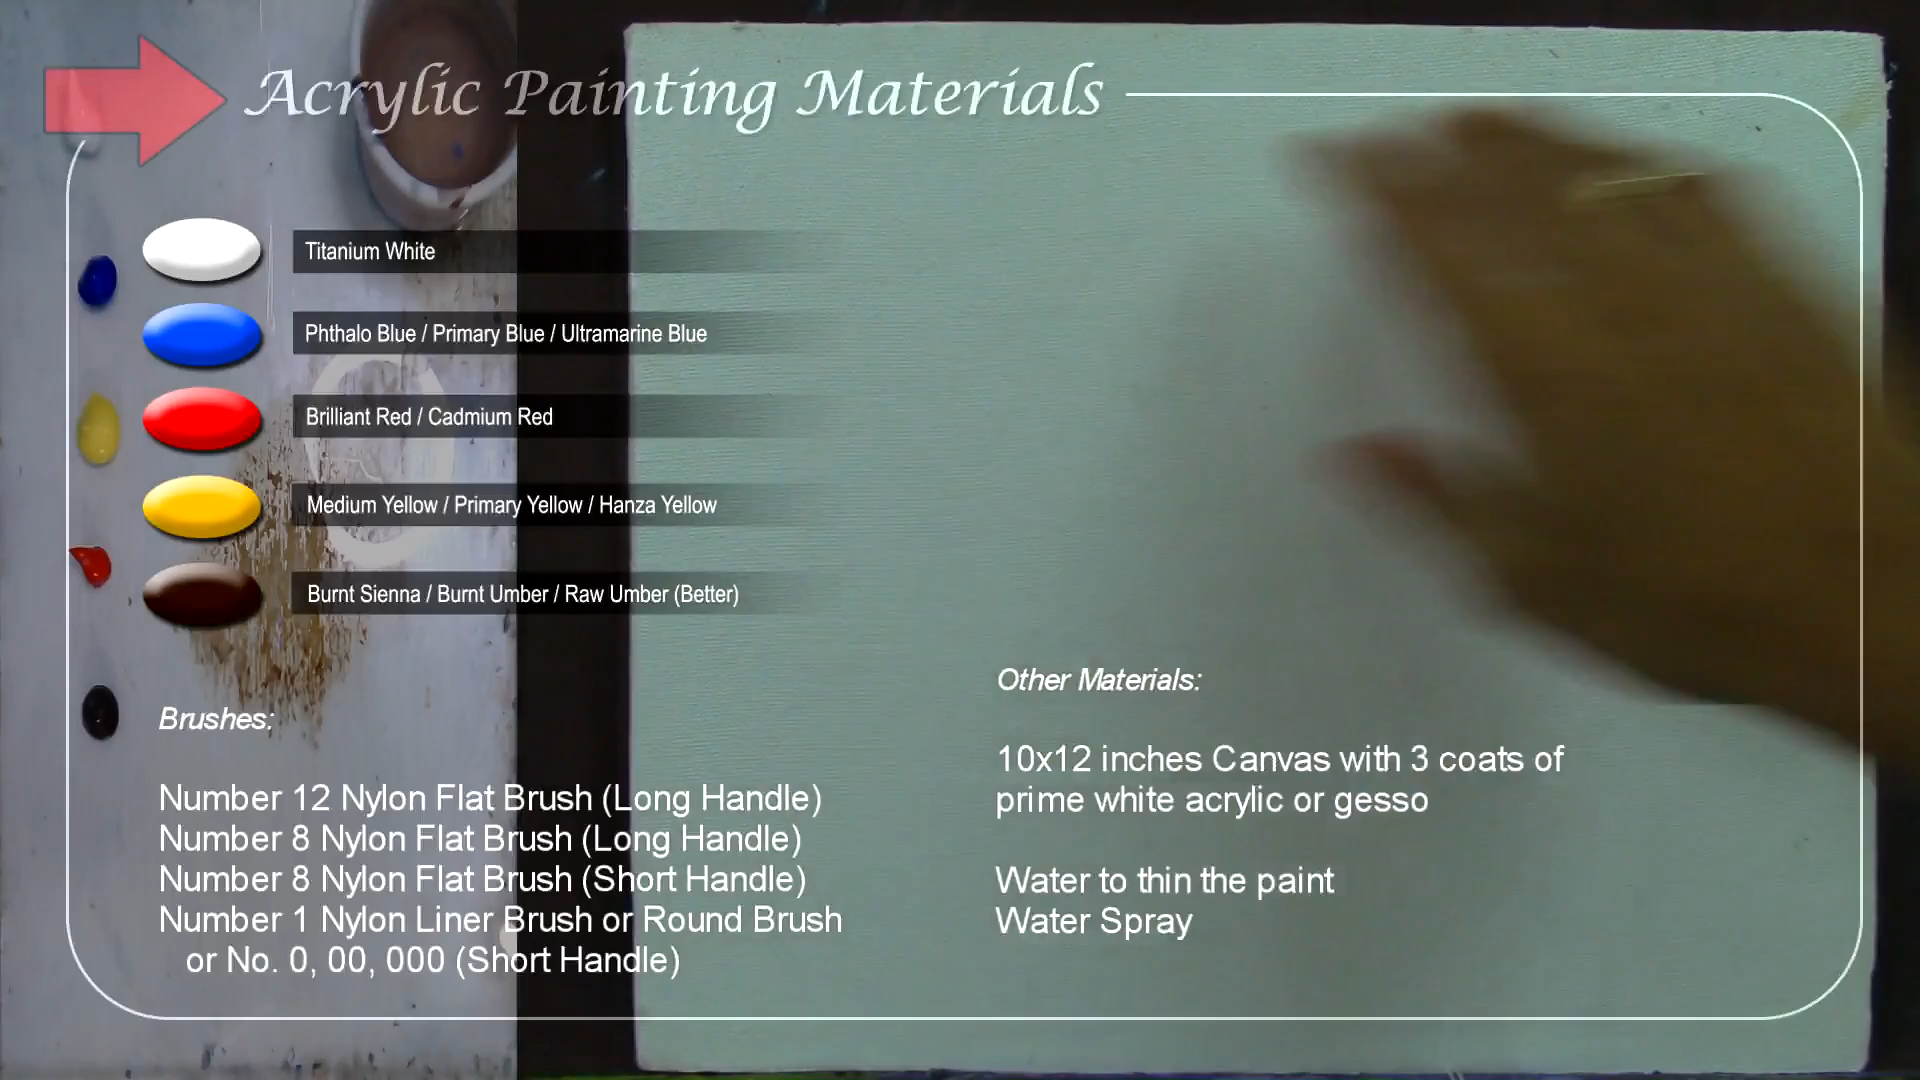 Acrylic Painting Materials
Titanium White
Phthalo Blue / Primary Blue / Ultramarine Blue
Brilliant Red / Cadmium Red
Medium Yellow / Primary Yellow / Hanza Yellow
Burnt Sienna / Burnt Umber / Raw Umber (Better)
Brushes:
Number 12 Nylon Flat Brush (Long Handle)
Number 8 Nylon Flat Brush (Long Handle)
Number 8 Nylon Flat Brush (Short Handle)
Number 1 Nylon Liner Brush or Round Brush
or No. 0, 00, 000 (Short Handle)
Other Materials:
10x12 inches Canvas with 3 coats of
prime white acrylic or gesso
Water to thin the paint
Water Spray